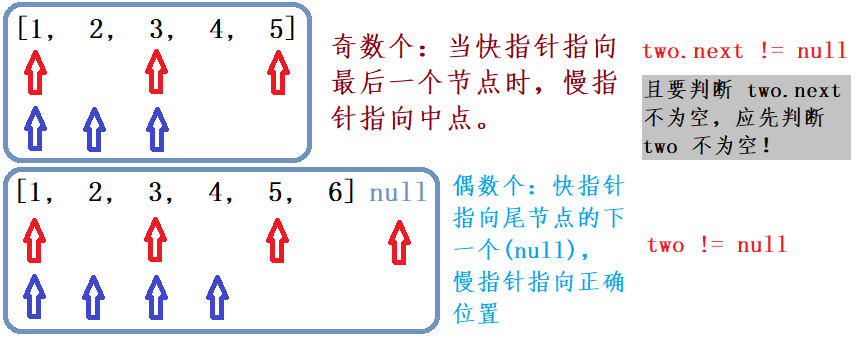 [1, 2, 3, 4, 5]
奇数个：当快指针指向
最后一个节点时，慢指
针指向中点。
two.next != null
且要判断 two.next
不为空，应先判断
two 不为空！
[1, 2, 3, 4, 5, 6] null
偶数个：快指针
指向尾节点的下
一个(null)，
慢指针指向正确
位置
two != null